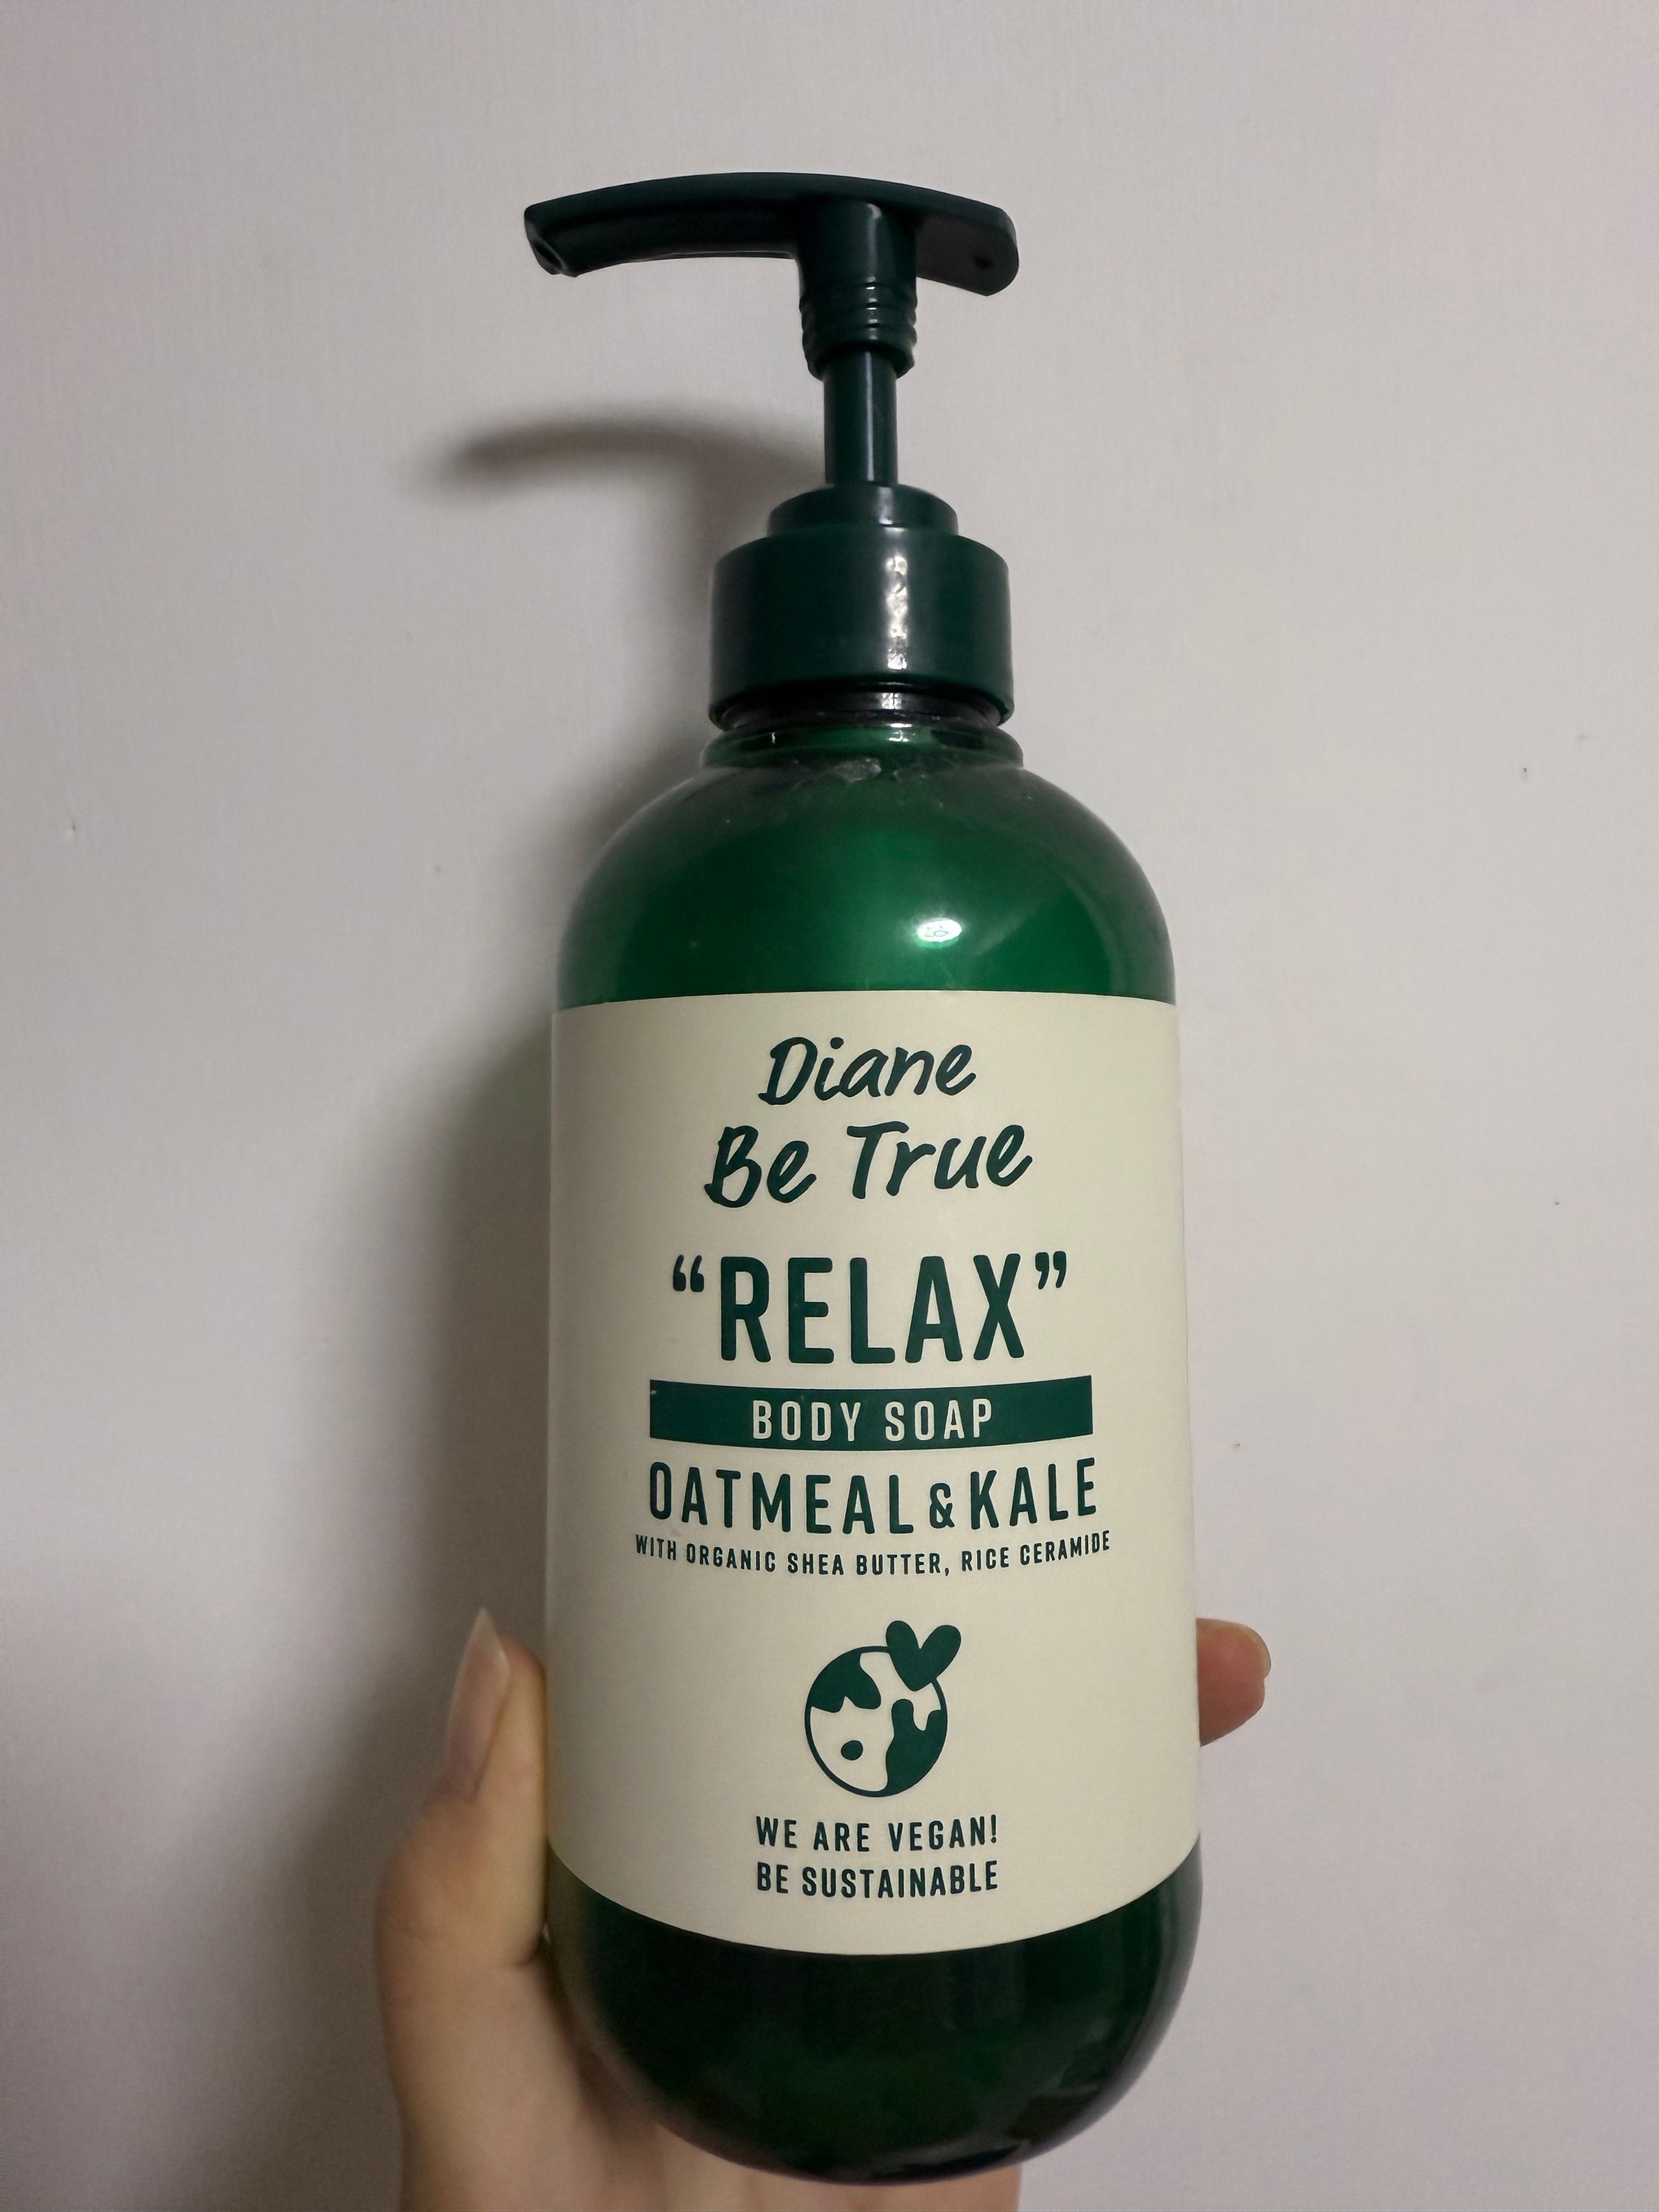 Diane
Be True
“RELAX”
BODY SOAP
OATMEAL & KALE
WITH ORGANIC SHEA BUTTER, RICE CERAMIDE
WE ARE VEGAN!
BE SUSTAINABLE